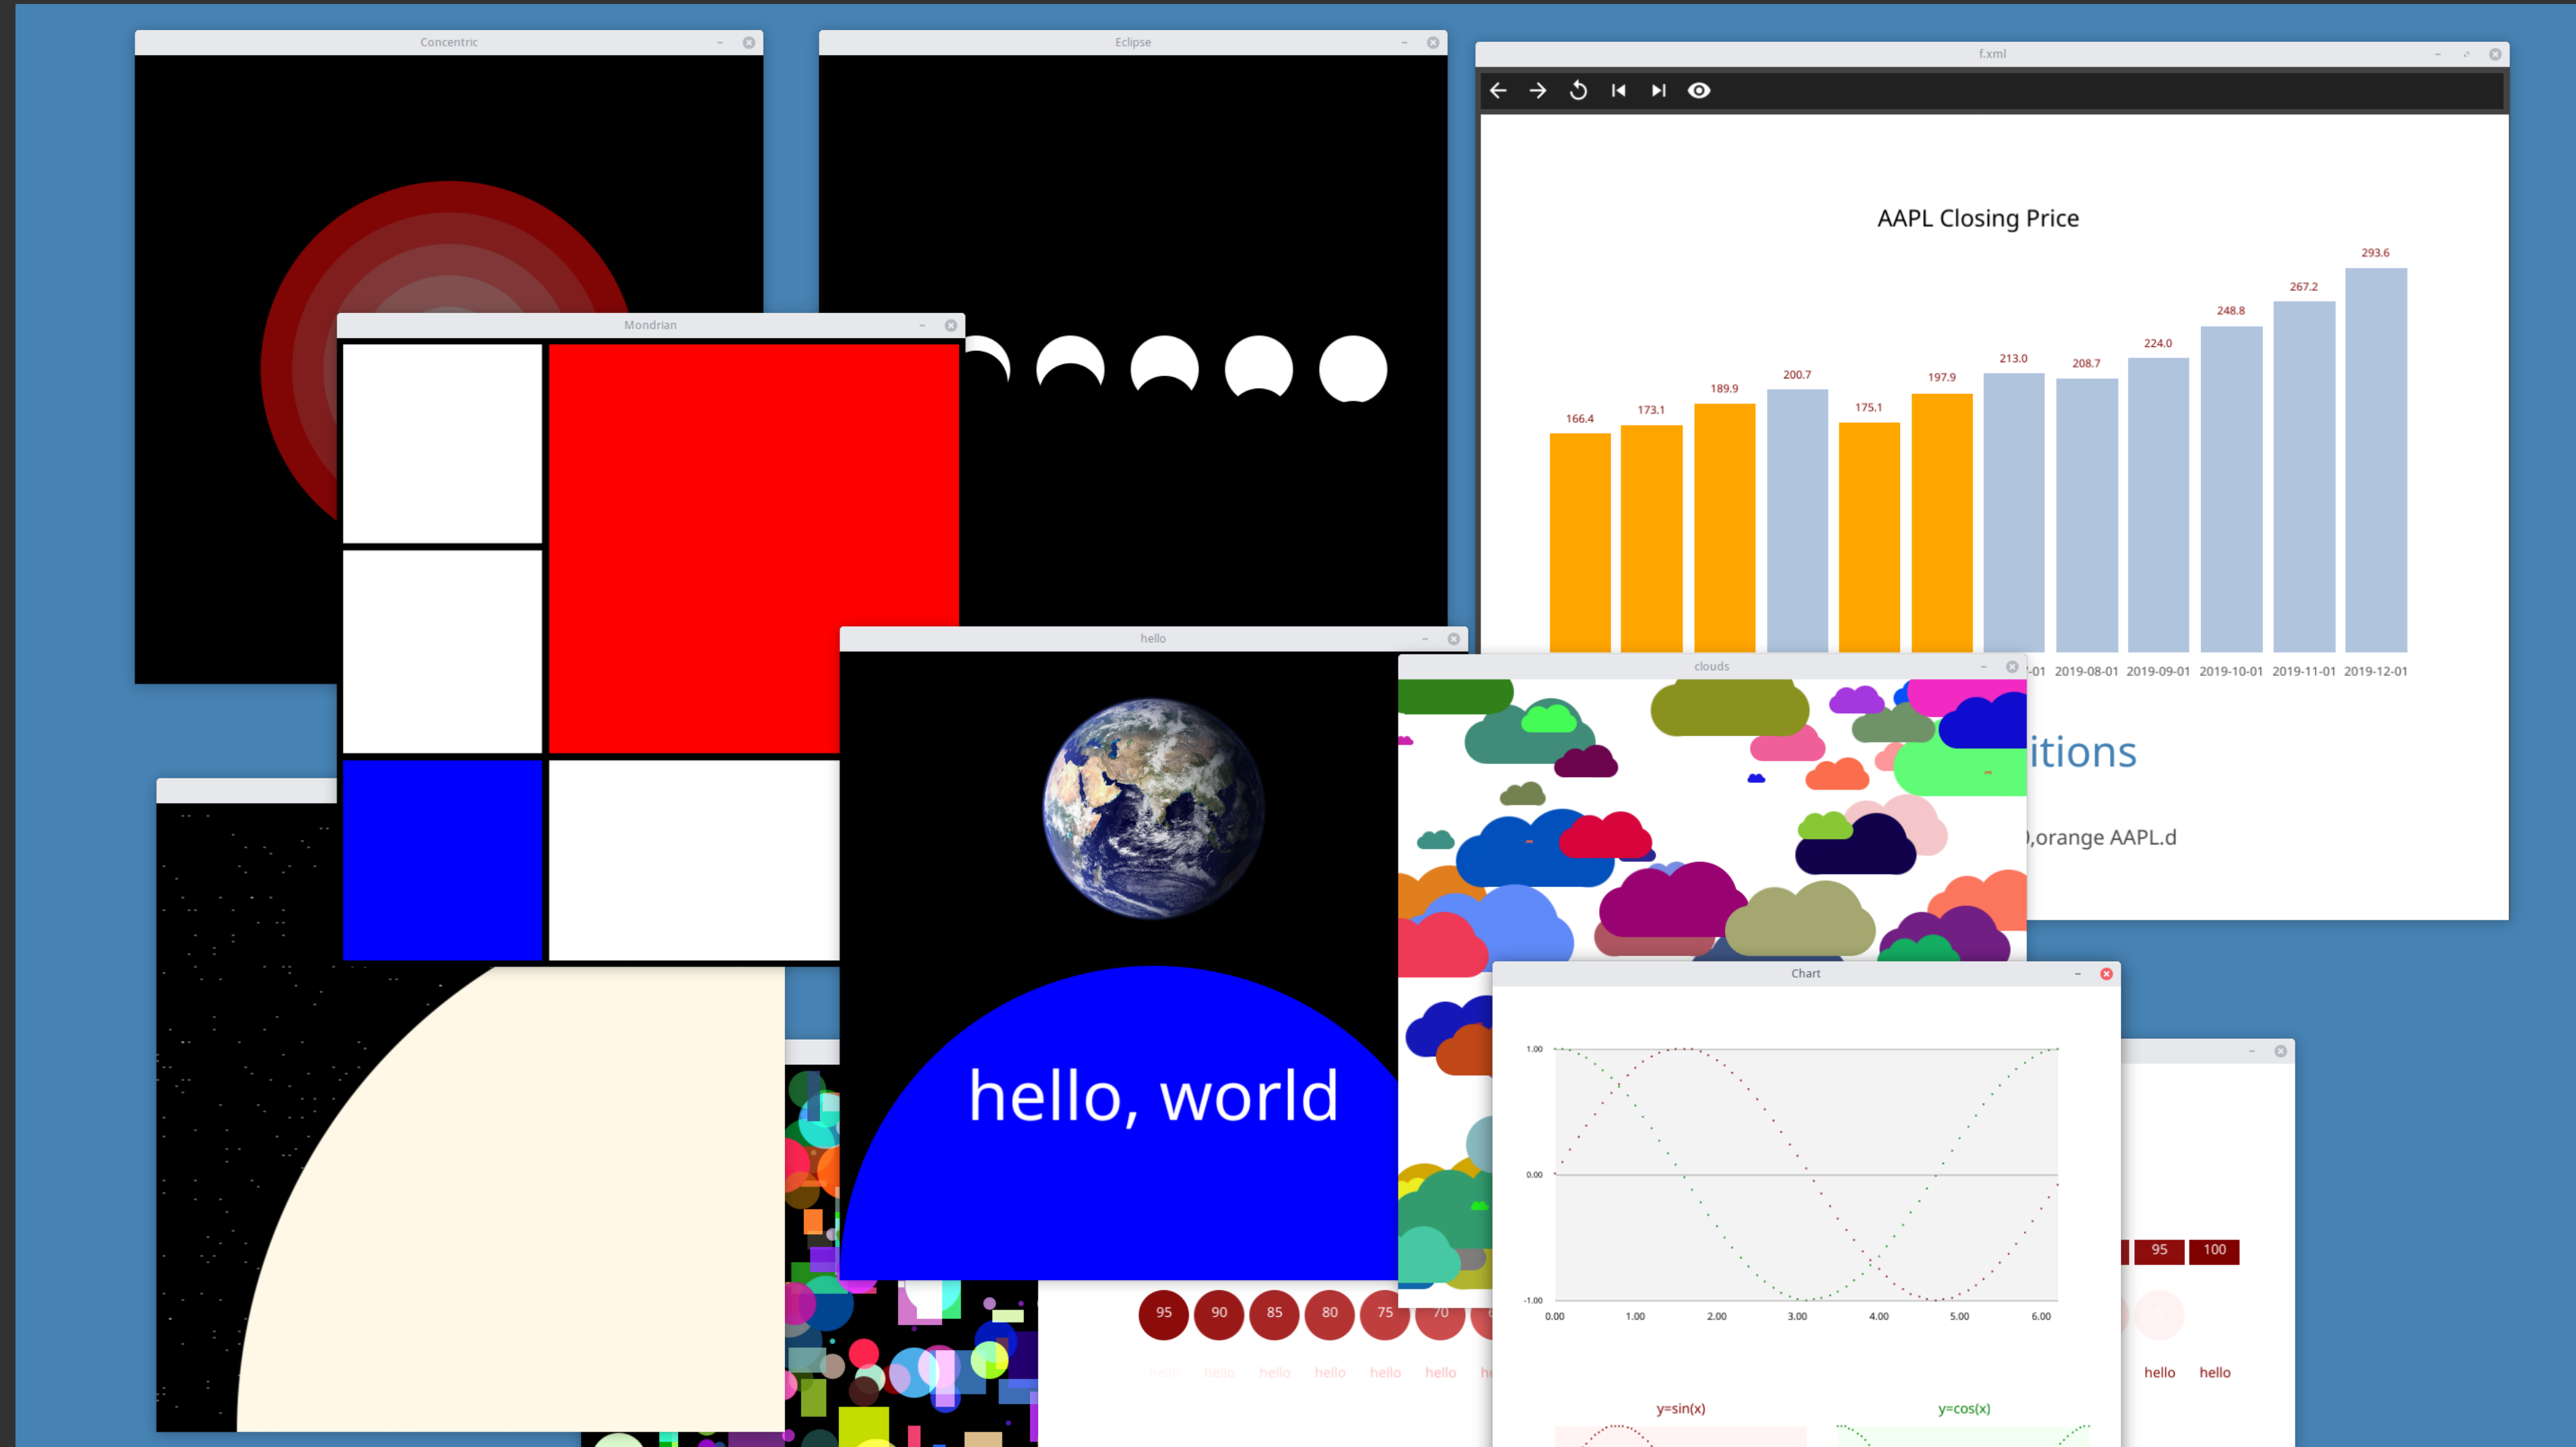 Concentric
Eclipse
f.xml
AAPL Closing Price
293.6
267.2
248.8
224.0
213.0
208.7
200.7
197.9
189.9
175.1
173.1
166.4
-01 2019-08-01 2019-09-01 2019-10-01 2019-11-01 2019-12-01
itions
,orange AAPL.d
Mondrian
hello
hello, world
clouds
Chart
1.00
0.00
-1.00
0.00 1.00 2.00 3.00 4.00 5.00 6.00
y=sin(x) y=cos(x)
95 100
95 90 85 80 75 70
hello hello hello hello hello hello
hello hello